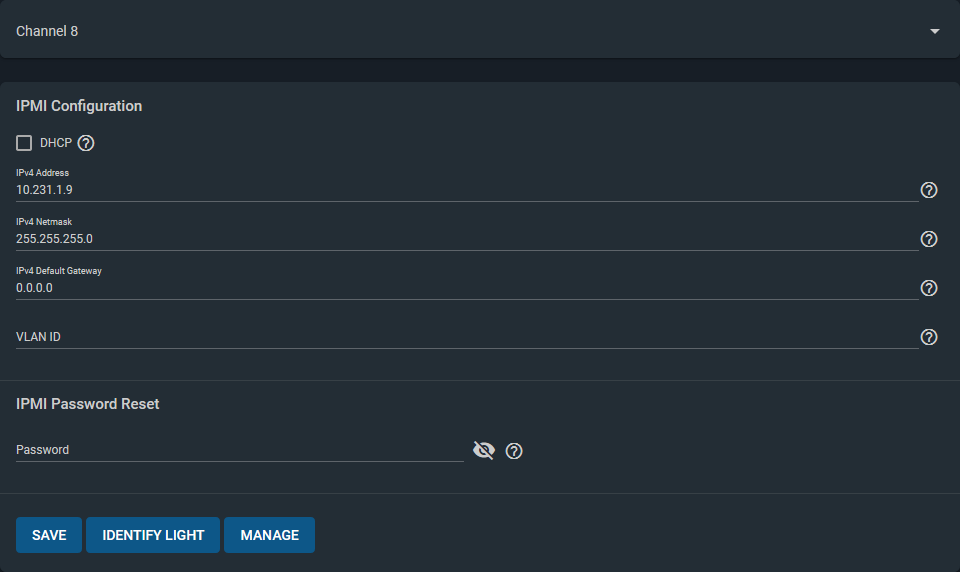 Channel 8
IPMI Configuration
DHCP
IPv4 Address
10.231.1.9
IPv4 Netmask
255.255.255.0
IPv4 Default Gateway
0.0.0.0
VLAN ID
IPMI Password Reset
Password
SAVE IDENTIFY LIGHT MANAGE